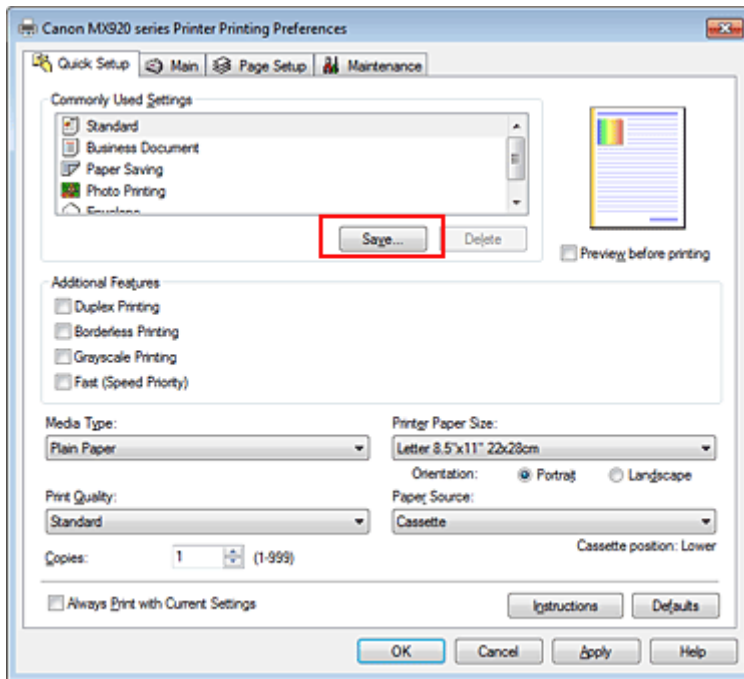 Canon MX920 series Printer Printing Preferences
Quick Setup Main Page Setup Maintenance
Commonly Used Settings
Standard
Business Document
Paper Saving
Photo Printing
Envelope
Save... Delete
Preview before printing
Additional Features
Duplex Printing
Borderless Printing
Grayscale Printing
Fast (Speed Priority)
Media Type:
Plain Paper
Printer Paper Size:
Letter 8.5"x11" 22x28cm
Orientation: Portrait Landscape
Print Quality:
Standard
Paper Source:
Cassette
Cassette position: Lower
Copies: 1 (1-999)
Always Print with Current Settings
Instructions Defaults
OK Cancel Apply Help